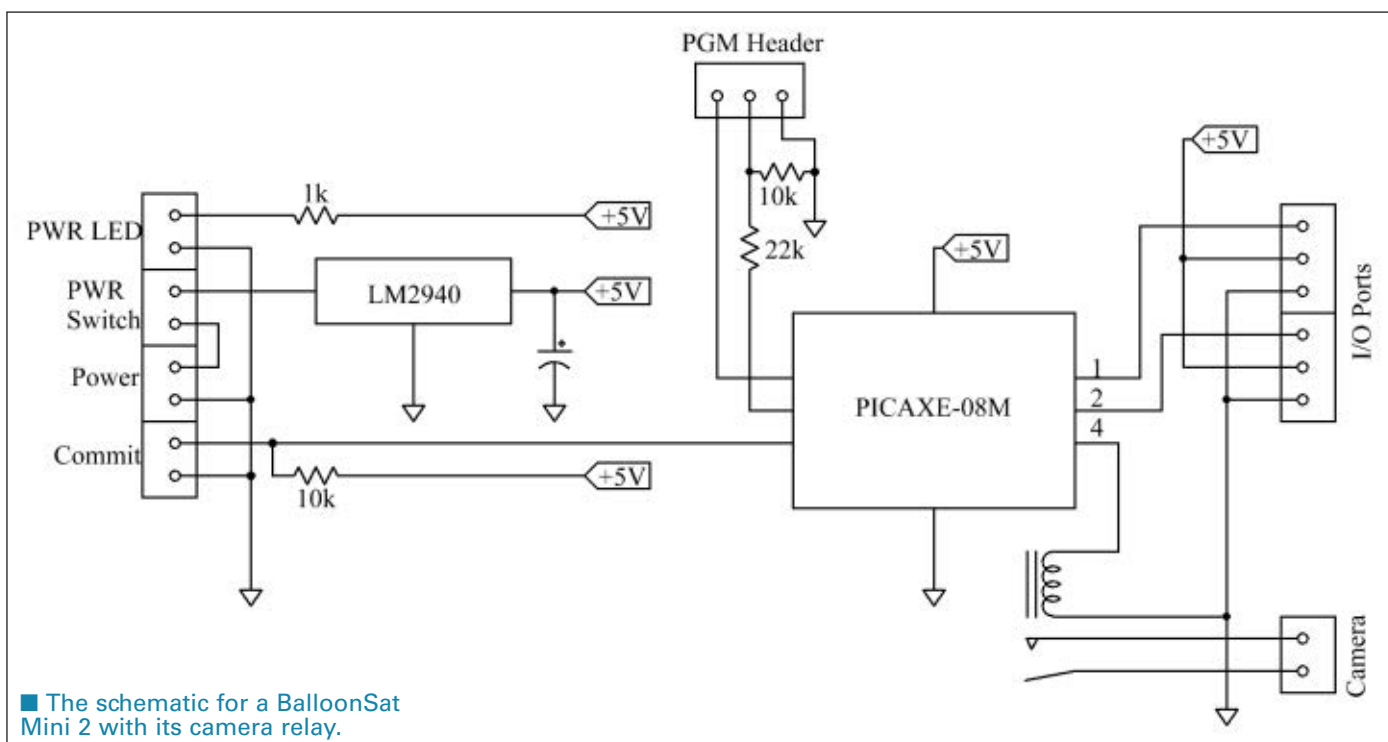 PGM Header
10k
22k
+5V
1k
+5V
PWR LED
PWR
Switch
LM2940
+5V
+5V
Power
Commit
10k
+5V
PICAXE-08M
1
2
4
I/O Ports
Camera
■ The schematic for a BalloonSat
Mini 2 with its camera relay.